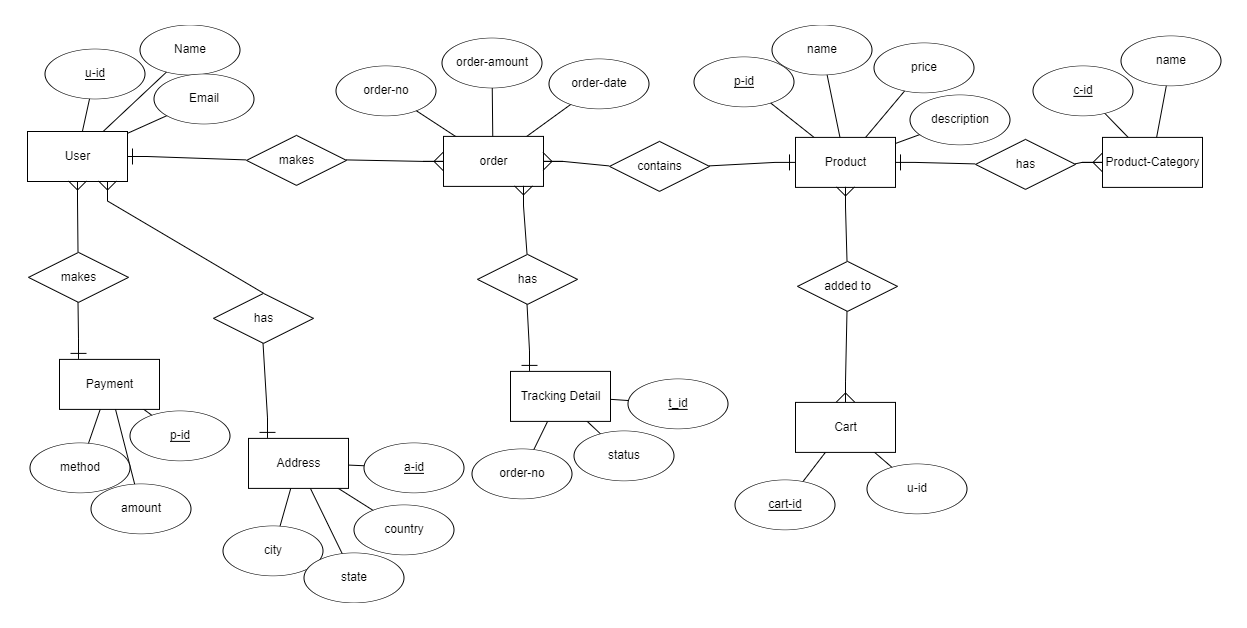 Name
name
name
order-amount
u-id
price
p-id
order-date
order-no
c-id
Email
description
User
makes
order
contains
Product
has
Product-Category
makes
has
added to
has
Payment
Tracking Detail
t_id
Cart
p-id
status
Address
a-id
method
order-no
u-id
cart-id
amount
country
city
state